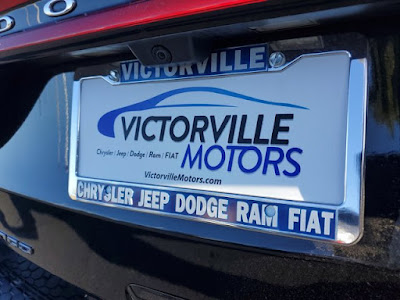 VICTORVILLE
VICTORVILLE
Chrysler | Jeep | Dodge | Ram | FIAT
MOTORS
VictorvilleMotors.com
CHRYSLER JEEP DODGE RAM FIAT